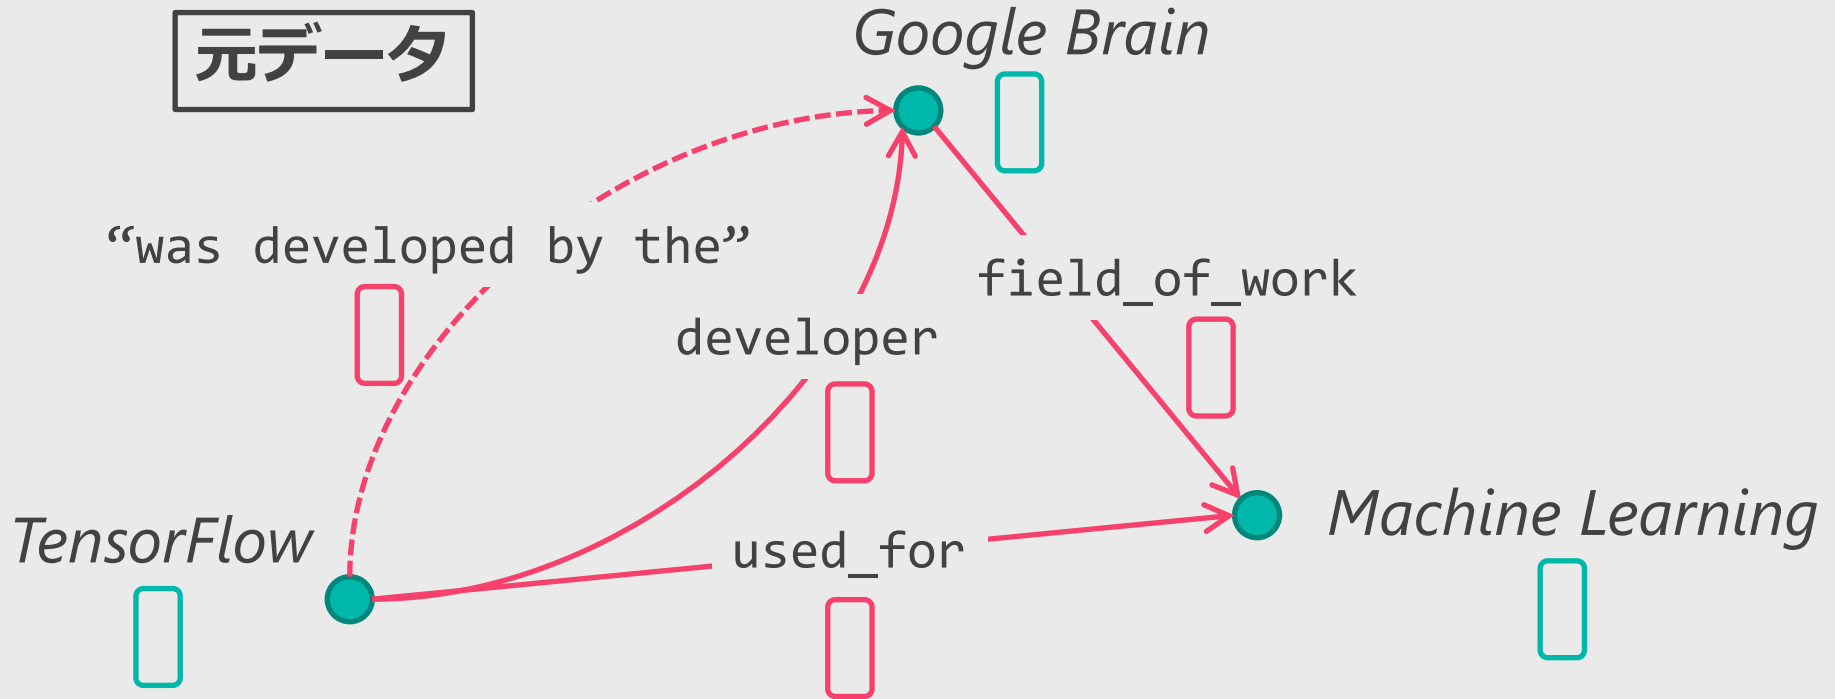 元データ
Google Brain
“was developed by the”
field_of_work
developer
TensorFlow
used_for
Machine Learning